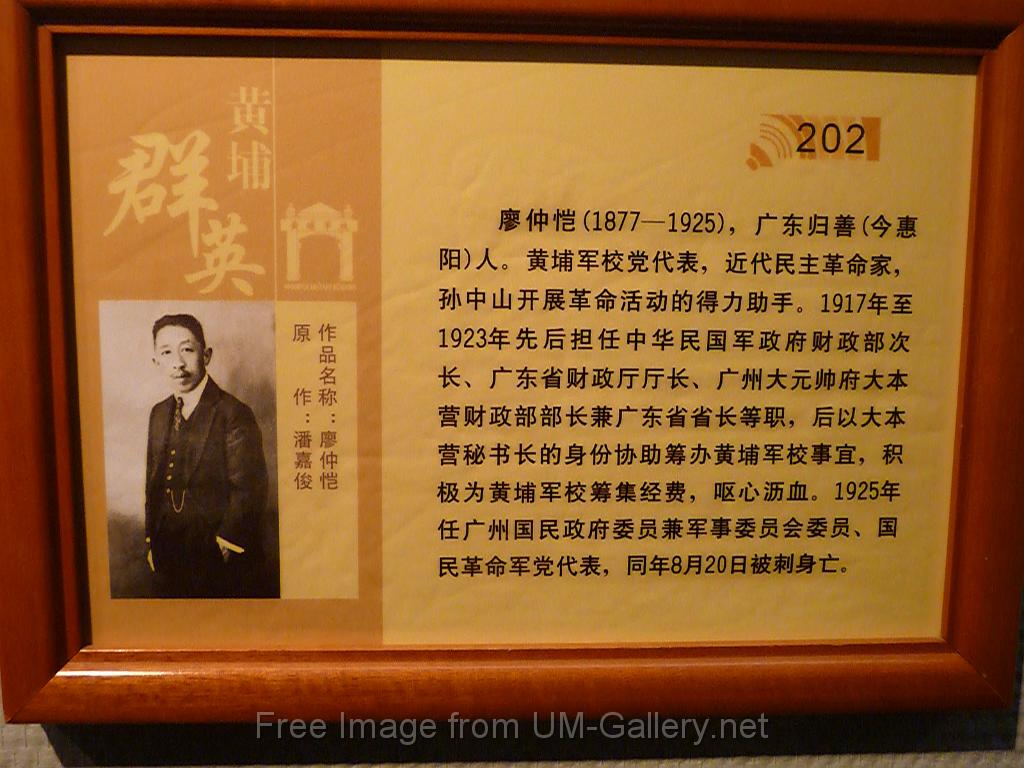 黄埔
群英
作品名称：廖仲恺
原　作：潘嘉俊
202
廖仲恺(1877—1925)，广东归善(今惠
阳)人。黄埔军校党代表，近代民主革命家，
孙中山开展革命活动的得力助手。1917年至
1923年先后担任中华民国军政府财政部次
长、广东省财政厅厅长、广州大元帅府大本
营财政部部长兼广东省省长等职，后以大本
营秘书长的身份协助筹办黄埔军校事宜，积
极为黄埔军校筹集经费，呕心沥血。1925年
任广州国民政府委员兼军事委员会委员、国
民革命军党代表，同年8月20日被刺身亡。
Free Image from UM-Gallery.net